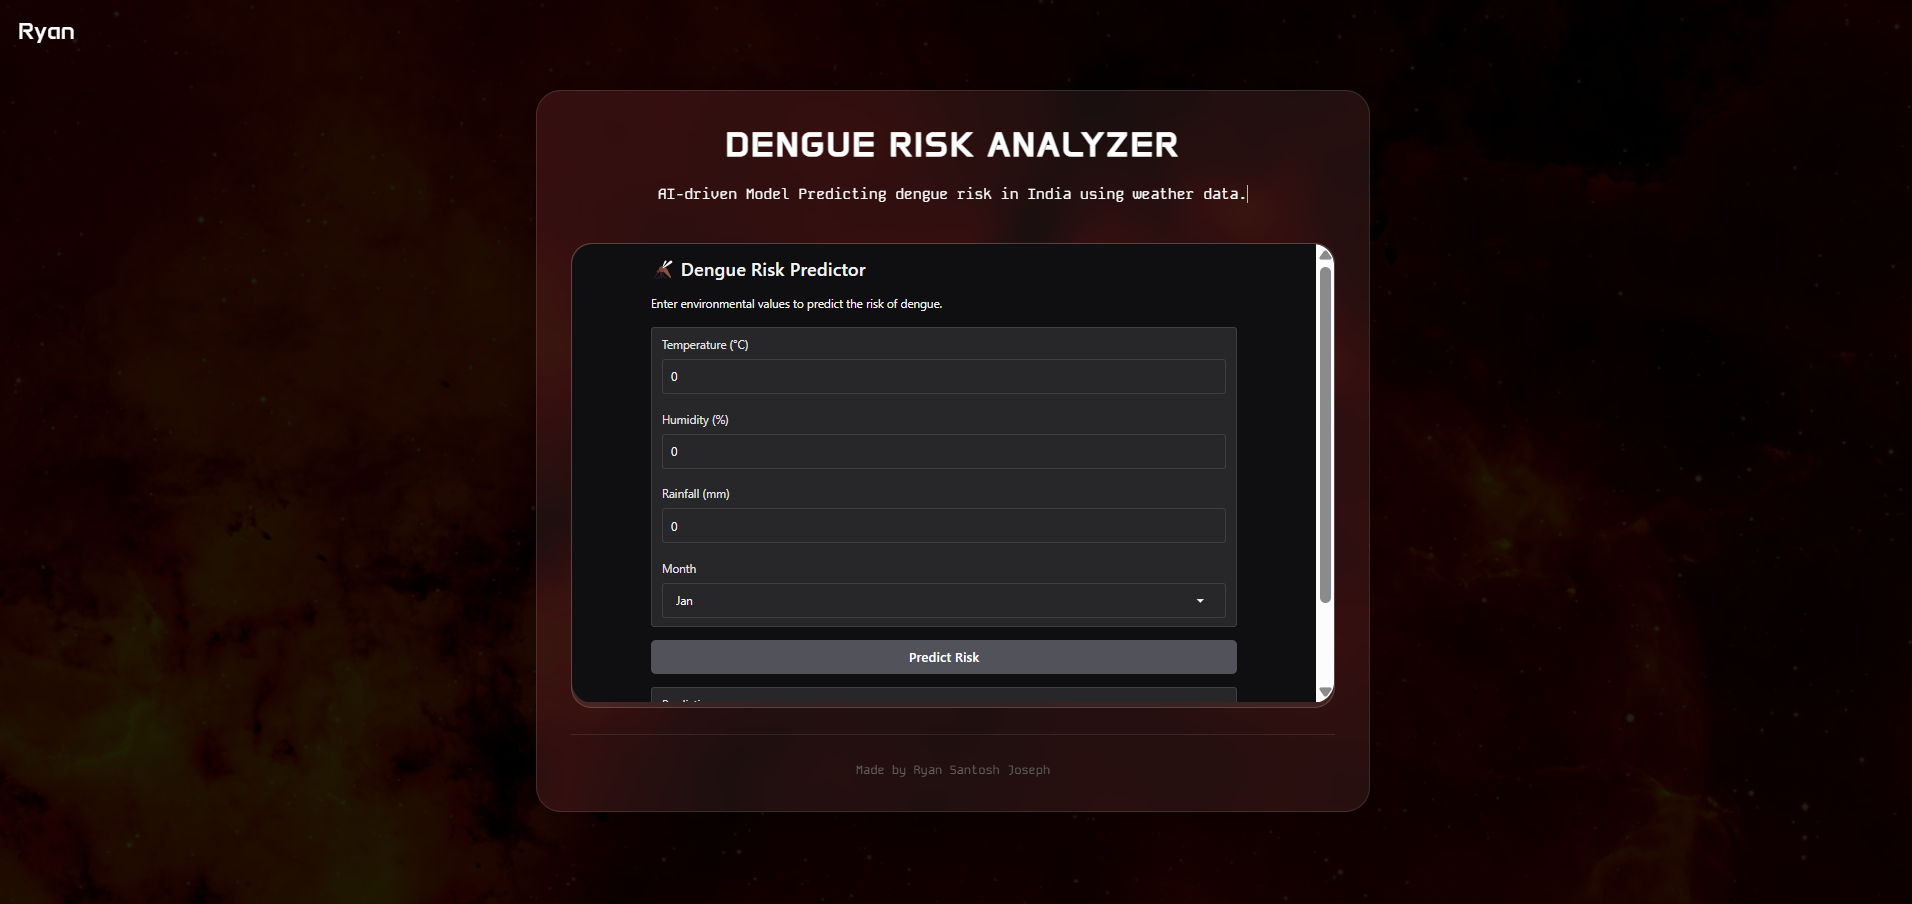 Ryan
DENGUE RISK ANALYZER
AI-driven Model Predicting dengue risk in India using weather data.
Dengue Risk Predictor
Enter environmental values to predict the risk of dengue.
Temperature (°C)
0
Humidity (%)
0
Rainfall (mm)
0
Month
Jan
Predict Risk
Made by Ryan Santosh Joseph